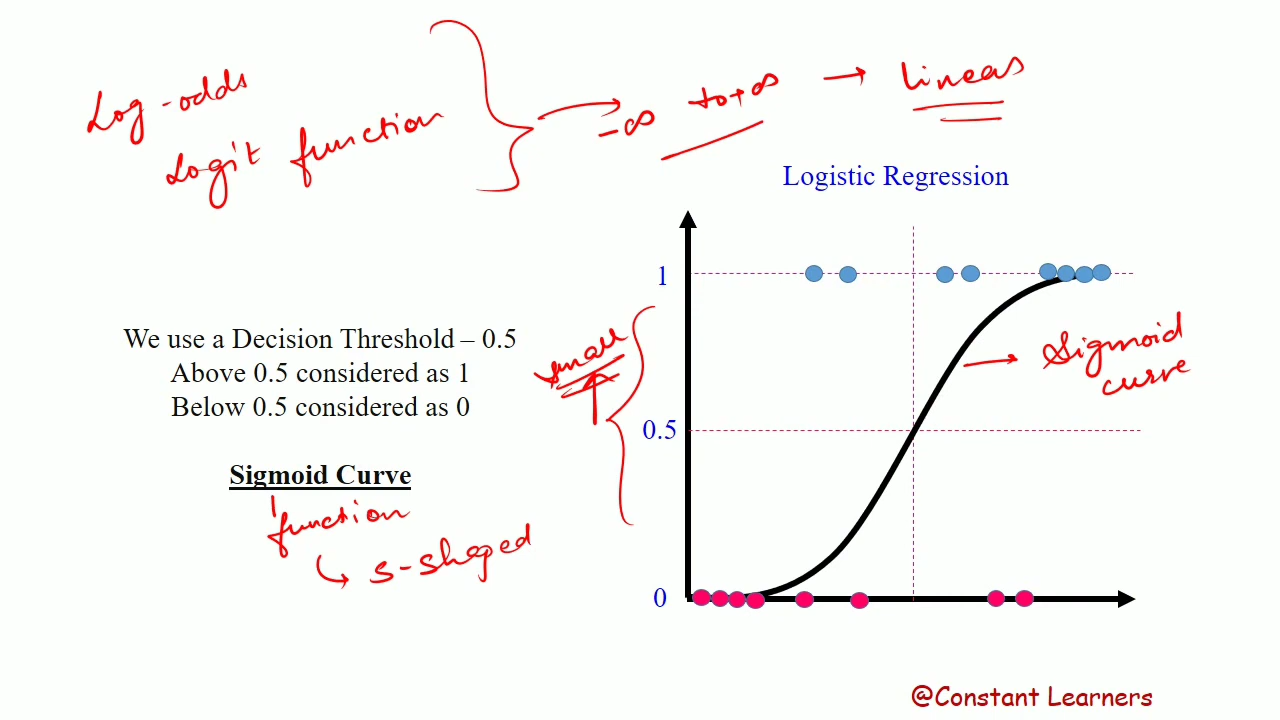 Log-odds
Logit function
-∞ to +∞ → linear
Logistic Regression
1
We use a Decision Threshold – 0.5
Above 0.5 considered as 1
Below 0.5 considered as 0
small
Sigmoid curve
0.5
Sigmoid Curve
function
s-shaped
0
@Constant Learners